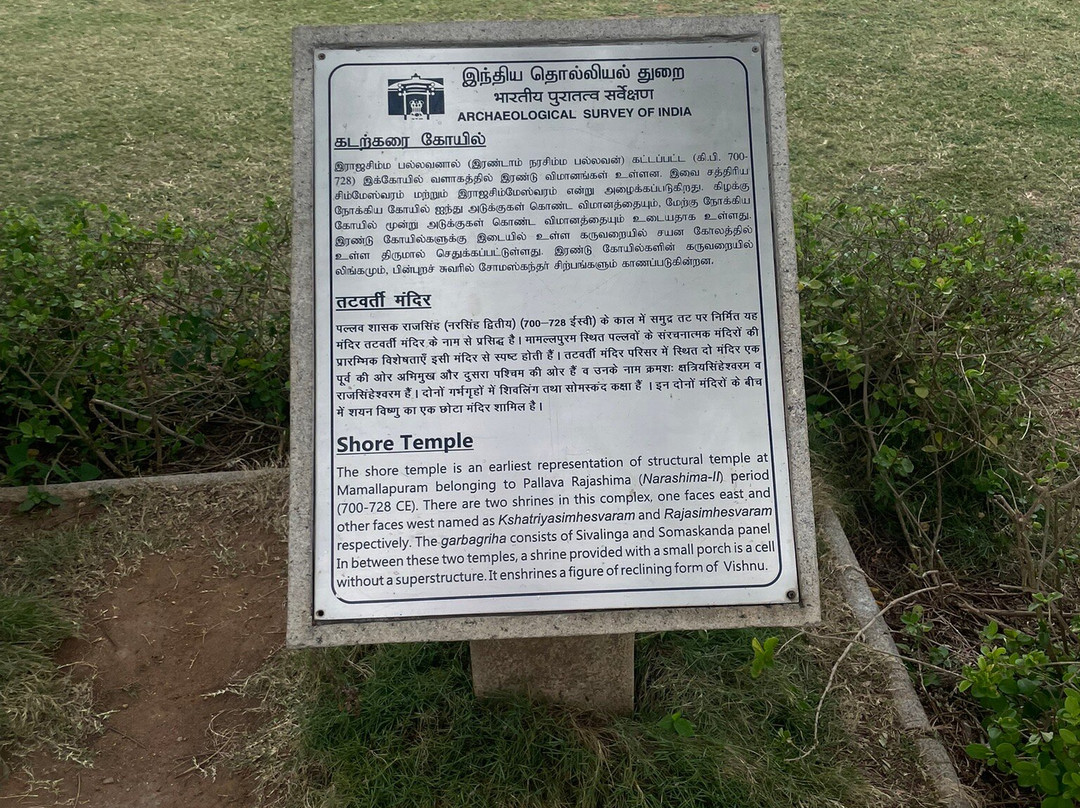 இந்திய தொல்லியல் துறை
भारतीय पुरातत्व सर्वेक्षण
ARCHAEOLOGICAL SURVEY OF INDIA
கடற்கரை கோயில்
இராஜசிம்ம பல்லவனால் (இரண்டாம் நரசிம்ம பல்லவன்) கட்டப்பட்ட (கி.பி. 700-
728) இக்கோயில் வளாகத்தில் இரண்டு விமானங்கள் உள்ளன. இவை சத்திரிய
சிம்மேஸ்வரம் மற்றும் இராஜசிம்மேஸ்வரம் என்று அழைக்கப்படுகிறது. கிழக்கு
நோக்கிய கோயில் ஐந்து அடுக்குகள் கொண்ட விமானத்தையும், மேற்கு நோக்கிய
கோயில் மூன்று அடுக்குகள் கொண்ட விமானத்தையும் உடையதாக உள்ளது.
இரண்டு கோயில்களுக்கு இடையில் உள்ள கருவறையில் சயன கோலத்தில்
உள்ள திருமால் செதுக்கப்பட்டுள்ளது. இரண்டு கோயில்களின் கருவறையில்
லிங்கமும், பின்புறச் சுவரில் சோமஸ்கந்தர் சிற்பங்களும் காணப்படுகின்றன.
तटवर्ती मंदिर
पल्लव शासक राजसिंह (नरसिंह द्वितीय) (700–728 ईस्वी) के काल में समुद्र तट पर निर्मित यह
मंदिर तटवर्ती मंदिर के नाम से प्रसिद्ध है। मामल्लपुरम स्थित पल्लवों के संरचनात्मक मंदिरों की
प्रारम्भिक विशेषताएँ इसी मंदिर से स्पष्ट होती हैं। तटवर्ती मंदिर परिसर में स्थित दो मंदिर एक
पूर्व की ओर अभिमुख और दुसरा पश्चिम की ओर हैं व उनके नाम क्रमशः क्षत्रियसिंहेश्वरम व
राजसिंहेश्वरम हैं। दोनों गर्भगृहों में शिवलिंग तथा सोमस्कंद कक्षा हैं । इन दोनों मंदिरों के बीच
में शयन विष्णु का एक छोटा मंदिर शामिल है।
Shore Temple
The shore temple is an earliest representation of structural temple at
Mamallapuram belonging to Pallava Rajashima (Narashima-II) period
(700-728 CE). There are two shrines in this complex, one faces east and
other faces west named as Kshatriyasimhesvaram and Rajasimhesvaram
respectively. The garbagriha consists of Sivalinga and Somaskanda panel
In between these two temples, a shrine provided with a small porch is a cell
without a superstructure. It enshrines a figure of reclining form of Vishnu.